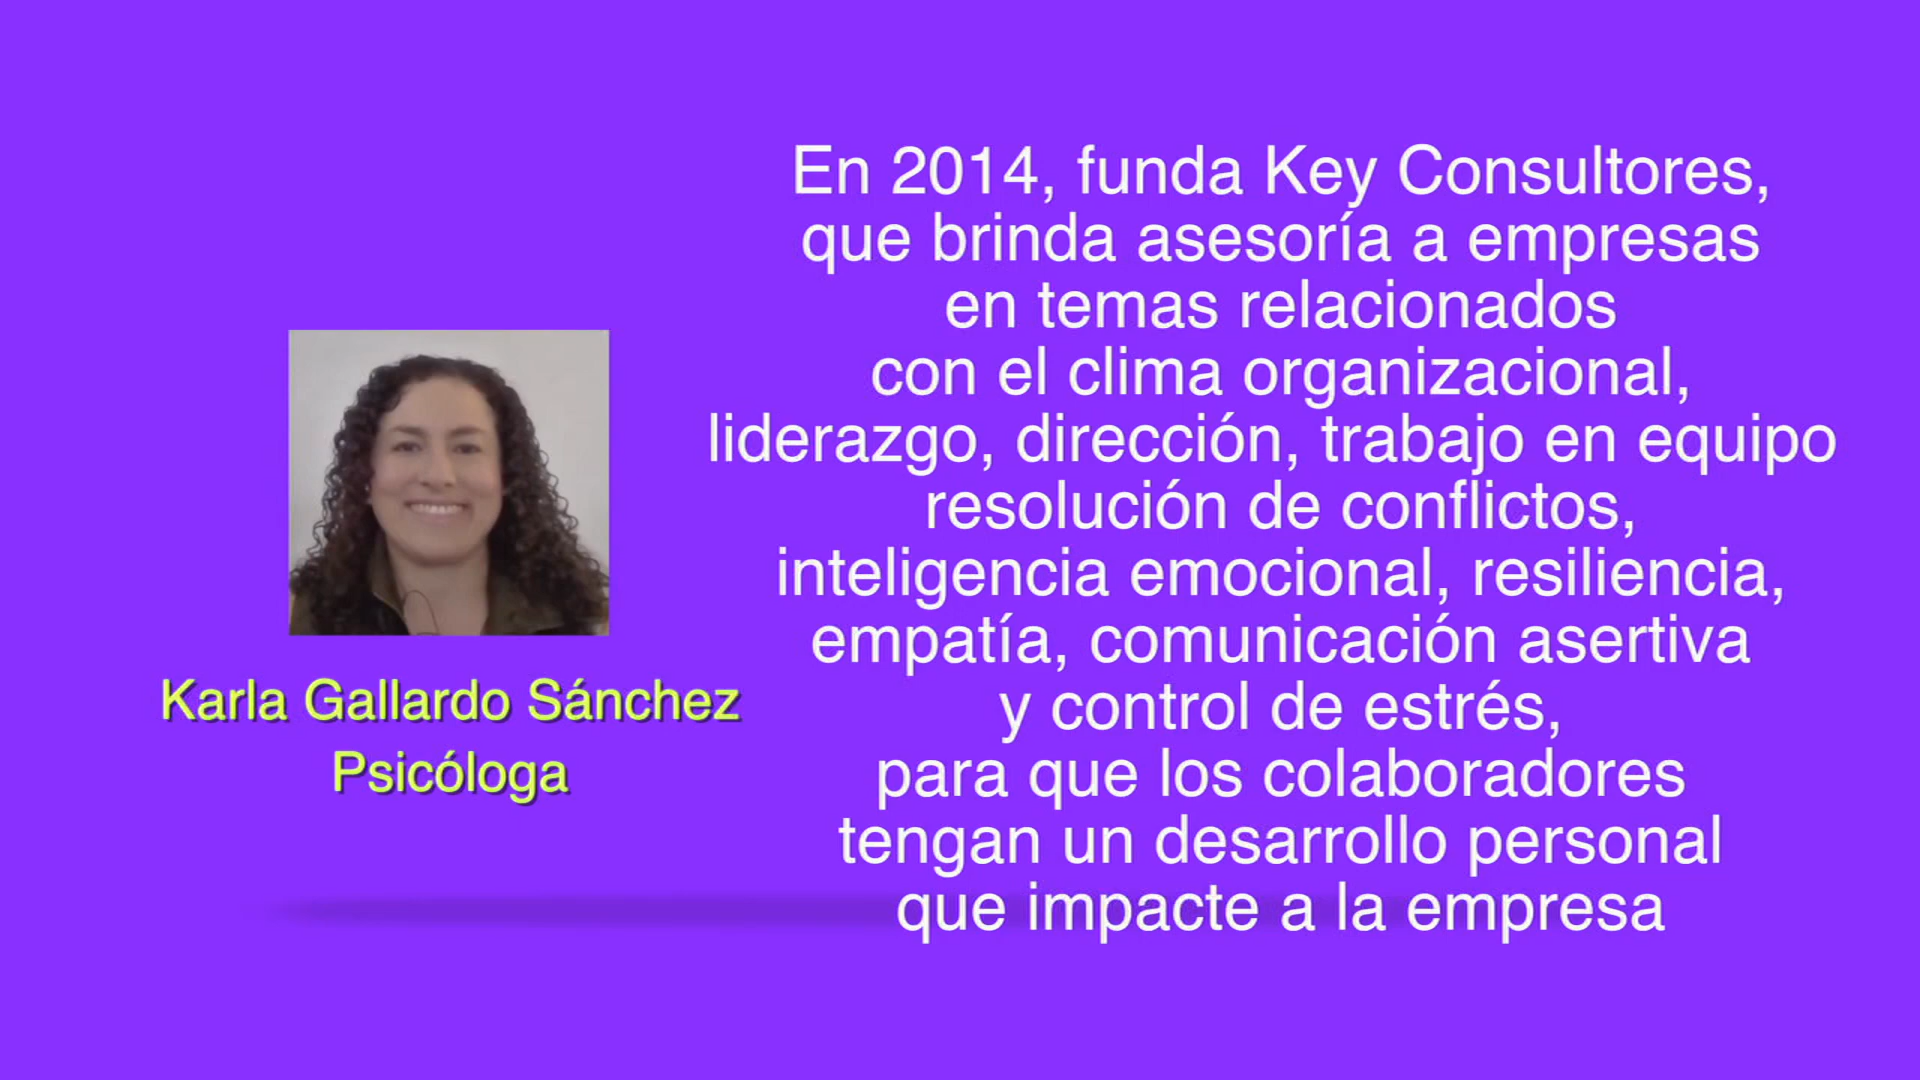 Karla Gallardo Sánchez
Psicóloga
En 2014, funda Key Consultores,
que brinda asesoría a empresas
en temas relacionados
con el clima organizacional,
liderazgo, dirección, trabajo en equipo
resolución de conflictos,
inteligencia emocional, resiliencia,
empatía, comunicación asertiva
y control de estrés,
para que los colaboradores
tengan un desarrollo personal
que impacte a la empresa